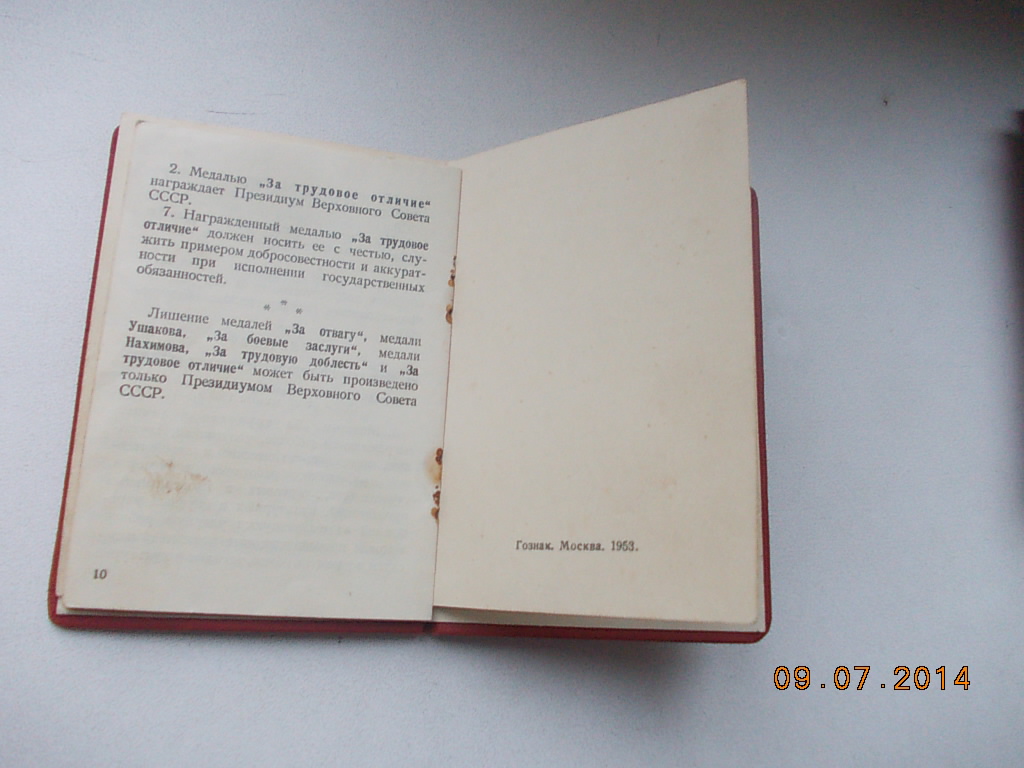 2. Медалью „За трудовое отличие“
награждает Президиум Верховного Совета
СССР.
7. Награжденный медалью „За трудовое
отличие“ должен носить ее с честью, слу-
жить примером добросовестности и аккурат-
ности при исполнении государственных
обязанностей.
* * *
Лишение медалей „За отвагу“, медали
Ушакова, „За боевые заслуги“, медали
Нахимова, „За трудовую доблесть“ и „За
трудовое отличие“ может быть произведено
только Президиумом Верховного Совета
СССР.
10
Гознак. Москва. 1953.
09.07.2014